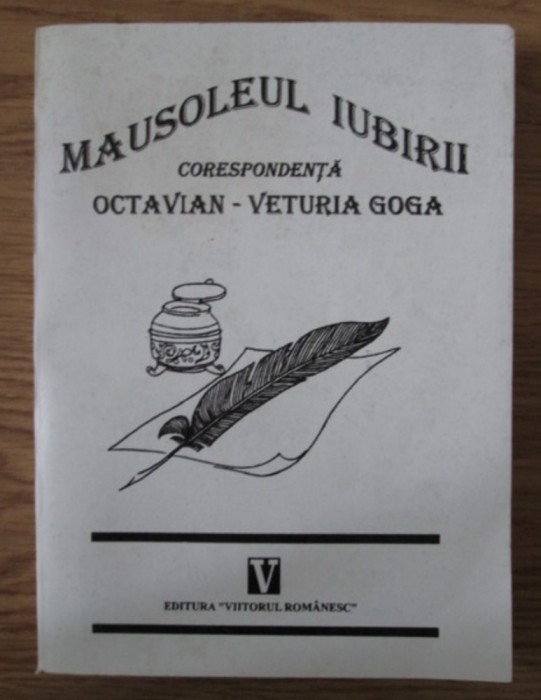 MAUSOLEUL IUBIRII
CORESPONDENȚĂ
OCTAVIAN - VETURIA GOGA
V
EDITURA "VIITORUL ROMÂNESC"